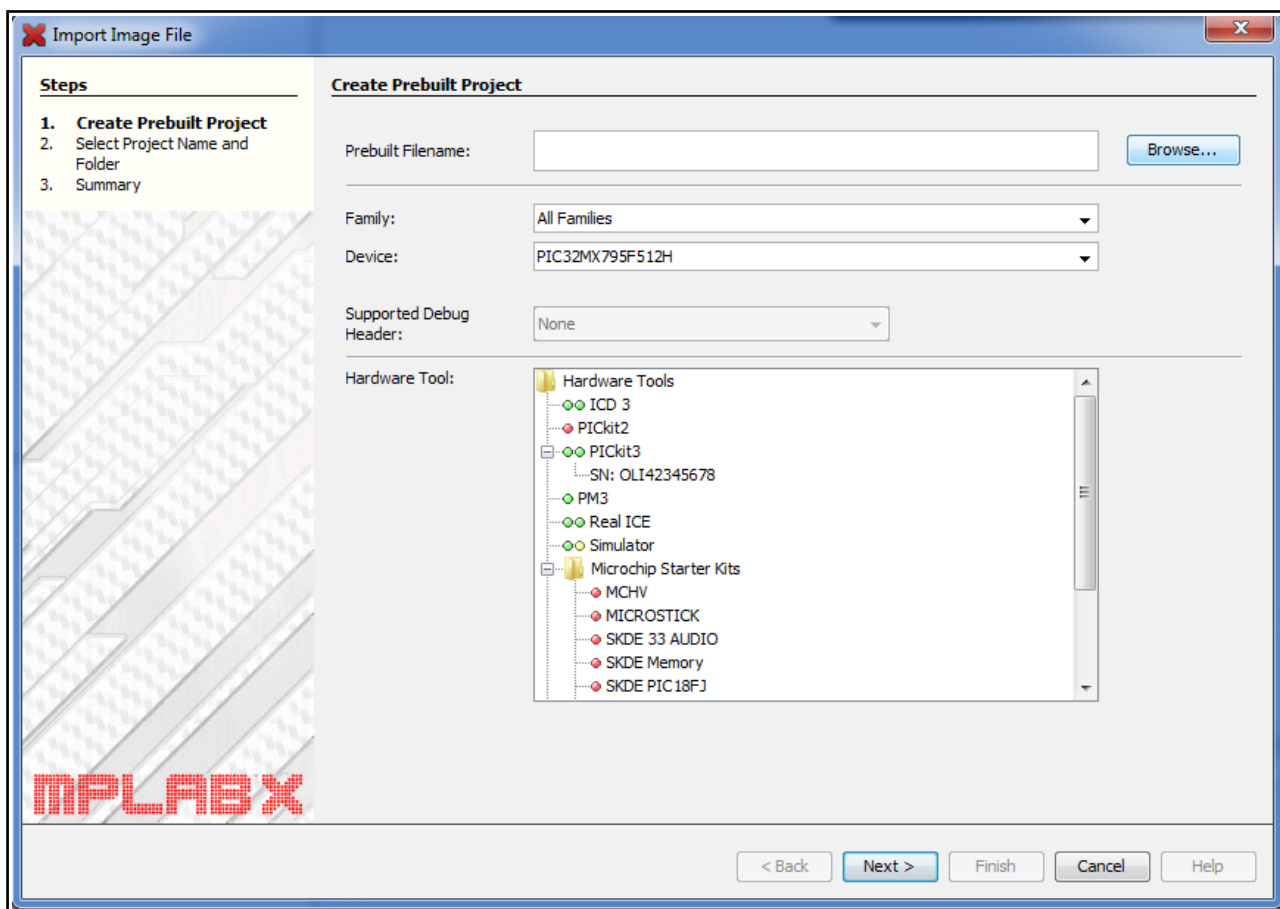 Import Image File
X
Steps
1. Create Prebuilt Project
2. Select Project Name and
Folder
3. Summary
MPLAB X
Create Prebuilt Project
Prebuilt Filename:
Browse...
Family:
All Families
Device:
PIC32MX795F512H
Supported Debug
Header:
None
Hardware Tool:
Hardware Tools
ICD 3
PICkit2
PICkit3
SN: OLI42345678
PM3
Real ICE
Simulator
Microchip Starter Kits
MCHV
MICROSTICK
SKDE 33 AUDIO
SKDE Memory
SKDE PIC18FJ
< Back
Next >
Finish
Cancel
Help